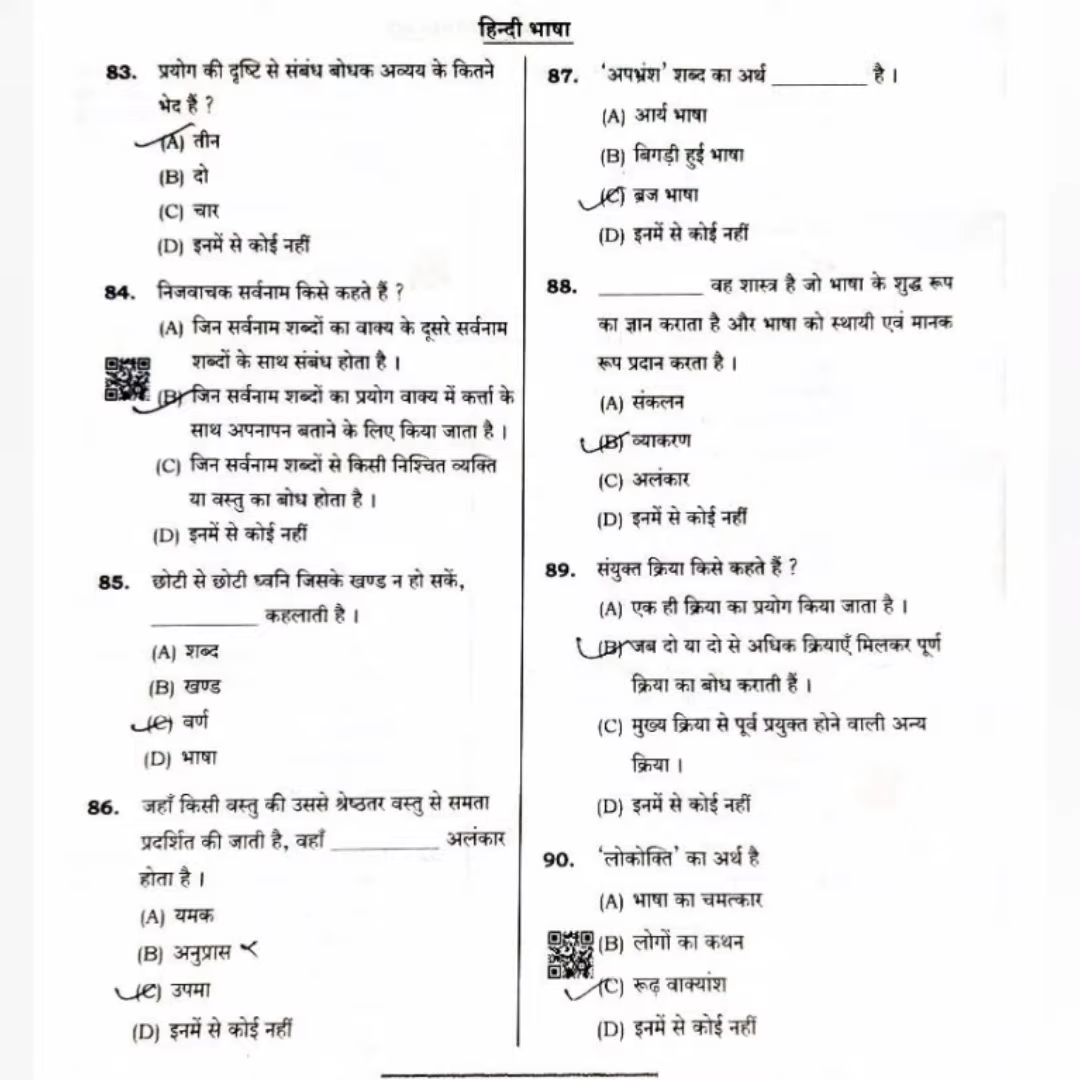 हिन्दी भाषा
83. प्रयोग की दृष्टि से संबंध बोधक अव्यय के कितने
भेद हैं ?
(A) तीन
(B) दो
(C) चार
(D) इनमें से कोई नहीं
84. निजवाचक सर्वनाम किसे कहते हैं ?
(A) जिन सर्वनाम शब्दों का वाक्य के दूसरे सर्वनाम
शब्दों के साथ संबंध होता है ।
(B) जिन सर्वनाम शब्दों का प्रयोग वाक्य में कर्त्ता के
साथ अपनापन बताने के लिए किया जाता है ।
(C) जिन सर्वनाम शब्दों से किसी निश्चित व्यक्ति
या वस्तु का बोध होता है ।
(D) इनमें से कोई नहीं
85. छोटी से छोटी ध्वनि जिसके खण्ड न हो सकें,
__________ कहलाती है ।
(A) शब्द
(B) खण्ड
(C) वर्ण
(D) भाषा
86. जहाँ किसी वस्तु की उससे श्रेष्ठतर वस्तु से समता
प्रदर्शित की जाती है, वहाँ __________ अलंकार
होता है ।
(A) यमक
(B) अनुप्रास
(C) उपमा
(D) इनमें से कोई नहीं
87. 'अपभ्रंश' शब्द का अर्थ __________ है ।
(A) आर्य भाषा
(B) बिगड़ी हुई भाषा
(C) ब्रज भाषा
(D) इनमें से कोई नहीं
88. __________ वह शास्त्र है जो भाषा के शुद्ध रूप
का ज्ञान कराता है और भाषा को स्थायी एवं मानक
रूप प्रदान करता है ।
(A) संकलन
(B) व्याकरण
(C) अलंकार
(D) इनमें से कोई नहीं
89. संयुक्त क्रिया किसे कहते हैं ?
(A) एक ही क्रिया का प्रयोग किया जाता है ।
(B) जब दो या दो से अधिक क्रियाएँ मिलकर पूर्ण
क्रिया का बोध कराती हैं ।
(C) मुख्य क्रिया से पूर्व प्रयुक्त होने वाली अन्य
क्रिया ।
(D) इनमें से कोई नहीं
90. 'लोकोक्ति' का अर्थ है
(A) भाषा का चमत्कार
(B) लोगों का कथन
(C) रूढ़ वाक्यांश
(D) इनमें से कोई नहीं